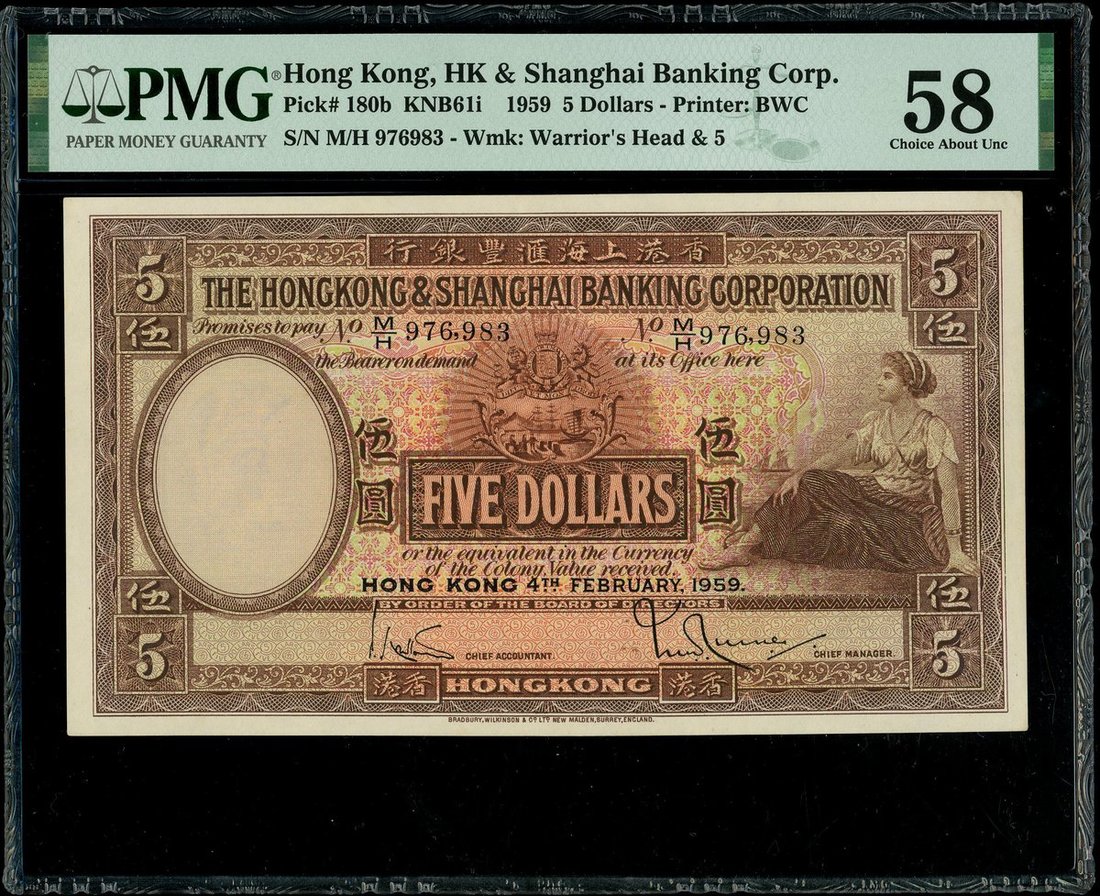 PMG®
PAPER MONEY GUARANTY
Hong Kong, HK & Shanghai Banking Corp.
Pick# 180b KNB61i 1959 5 Dollars - Printer: BWC
S/N M/H 976983 - Wmk: Warrior's Head & 5
58
Choice About Unc
行銀豐滙海上港香
5 5
THE HONGKONG & SHANGHAI BANKING CORPORATION
伍 伍
Promises to pay No M/H 976,983 No M/H 976,983
the Bearer on demand at its Office here
伍圓 伍圓
FIVE DOLLARS
or the equivalent in the Currency
of the Colony, Value received.
HONG KONG 4TH FEBRUARY, 1959.
伍 伍
BY ORDER OF THE BOARD OF DIRECTORS
5 5
CHIEF ACCOUNTANT. CHIEF MANAGER.
港香 HONGKONG 港香
BRADBURY, WILKINSON & Co LTD NEW MALDEN, SURREY, ENGLAND.